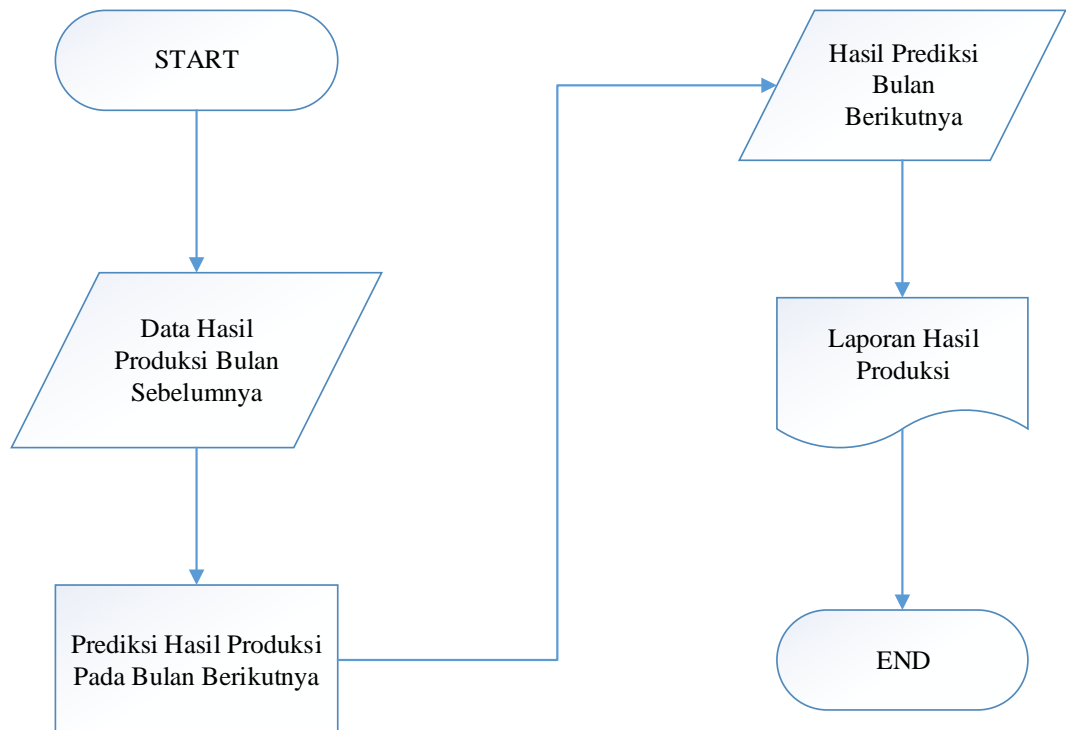 START
Data Hasil
Produksi Bulan
Sebelumnya
Prediksi Hasil Produksi
Pada Bulan Berikutnya
Hasil Prediksi
Bulan
Berikutnya
Laporan Hasil
Produksi
END